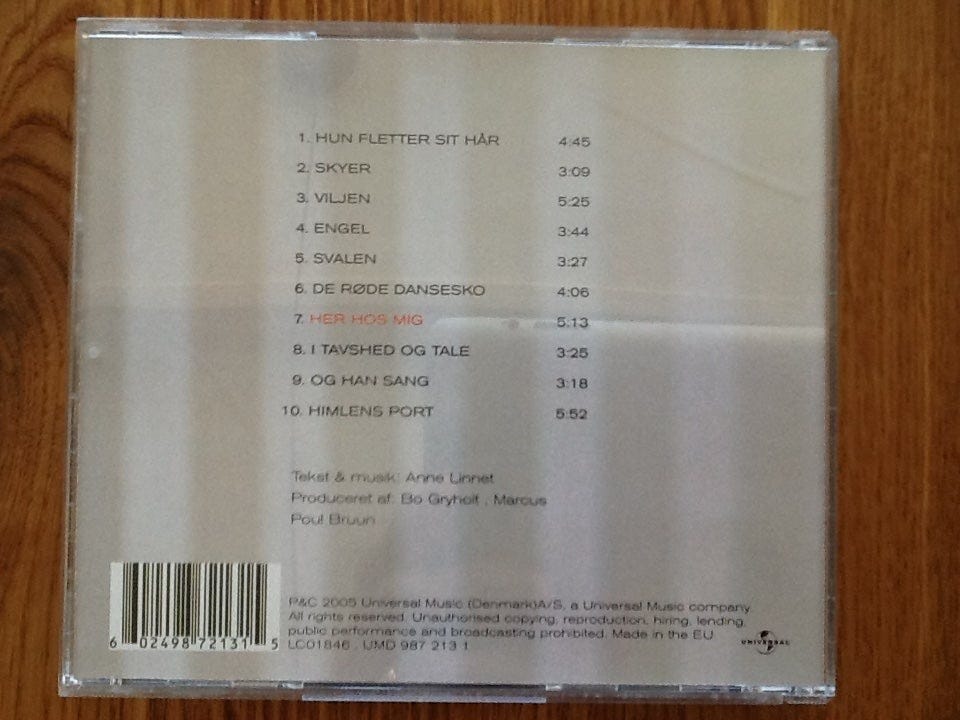 1. HUN FLETTER SIT HÅR 4:45
2. SKYER 3:09
3. VILJEN 5:25
4. ENGEL 3:44
5. SVALEN 3:27
6. DE RØDE DANSESKO 4:06
7. HER HOS MIG 5:13
8. I TAVSHED OG TALE 3:25
9. OG HAN SANG 3:18
10. HIMLENS PORT 5:52
Tekst & musik: Anne Linnet
Produceret af: Bo Gryholt . Marcus
Poul Bruun
P&C 2005 Universal Music (Denmark)A/S, a Universal Music company.
All rights reserved. Unauthorised copying, reproduction, hiring, lending,
public performance and broadcasting prohibited. Made in the EU
LC01846 . UMD 987 213 1
6 02498 72131 5
UNIVERSAL